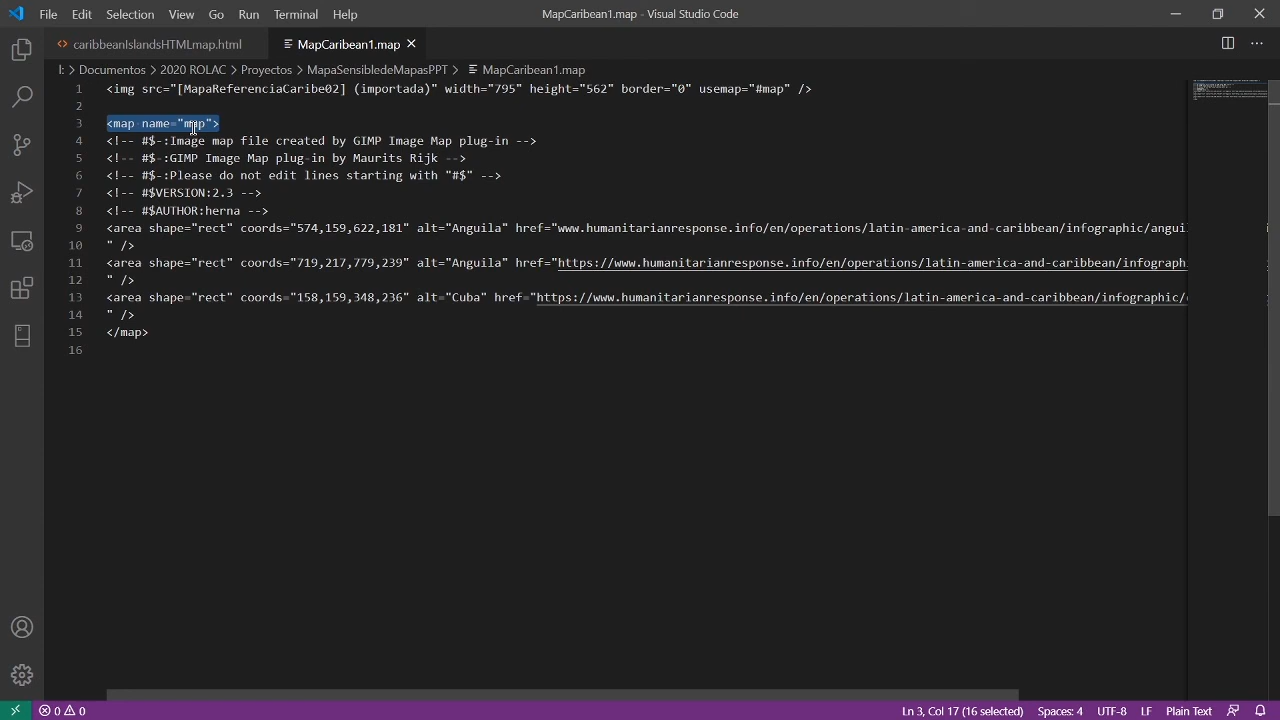 File Edit Selection View Go Run Terminal Help MapCaribean1.map - Visual Studio Code
caribbeanIslandsHTMLmap.html MapCaribean1.map
I: > Documentos > 2020 ROLAC > Proyectos > MapaSensibledeMapasPPT > MapCaribean1.map
1 <img src="[MapaReferenciaCaribe02] (importada)" width="795" height="562" border="0" usemap="#map" />
2
3 <map name="map">
4 <!-- #$-:Image map file created by GIMP Image Map plug-in -->
5 <!-- #$-:GIMP Image Map plug-in by Maurits Rijk -->
6 <!-- #$-:Please do not edit lines starting with "#$" -->
7 <!-- #$VERSION:2.3 -->
8 <!-- #$AUTHOR:herna -->
9 <area shape="rect" coords="574,159,622,181" alt="Anguila" href="www.humanitarianresponse.info/en/operations/latin-america-and-caribbean/infographic/angui
10 " />
11 <area shape="rect" coords="719,217,779,239" alt="Anguila" href="https://www.humanitarianresponse.info/en/operations/latin-america-and-caribbean/infograph
12 " />
13 <area shape="rect" coords="158,159,348,236" alt="Cuba" href="https://www.humanitarianresponse.info/en/operations/latin-america-and-caribbean/infographic/
14 " />
15 </map>
16
0 0 Ln 3, Col 17 (16 selected) Spaces: 4 UTF-8 LF Plain Text